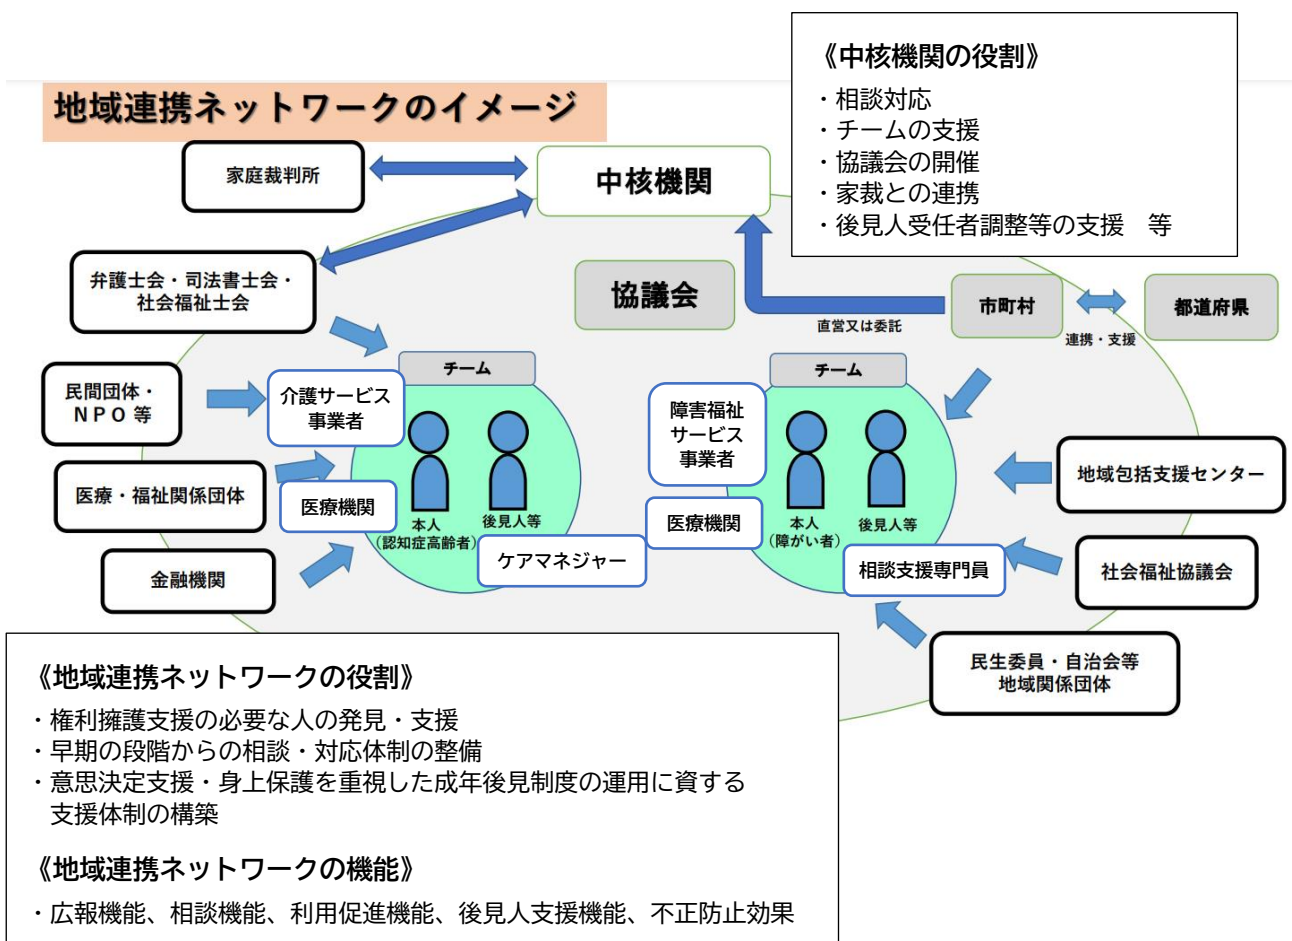 《中核機関の役割》
・相談対応
・チームの支援
・協議会の開催
・家裁との連携
・後見人受任者調整等の支援　等
地域連携ネットワークのイメージ
家庭裁判所
中核機関
弁護士会・司法書士会・
社会福祉士会
協議会
直営又は委託
市町村
連携・支援
都道府県
民間団体・
ＮＰＯ 等
医療・福祉関係団体
金融機関
チーム
介護サービス
事業者
医療機関
本人
（認知症高齢者）
後見人等
ケアマネジャー
チーム
障害福祉
サービス
事業者
医療機関
本人
（障がい者）
後見人等
相談支援専門員
地域包括支援センター
社会福祉協議会
民生委員・自治会等
地域関係団体
《地域連携ネットワークの役割》
・権利擁護支援の必要な人の発見・支援
・早期の段階からの相談・対応体制の整備
・意思決定支援・身上保護を重視した成年後見制度の運用に資する
支援体制の構築
《地域連携ネットワークの機能》
・広報機能、相談機能、利用促進機能、後見人支援機能、不正防止効果